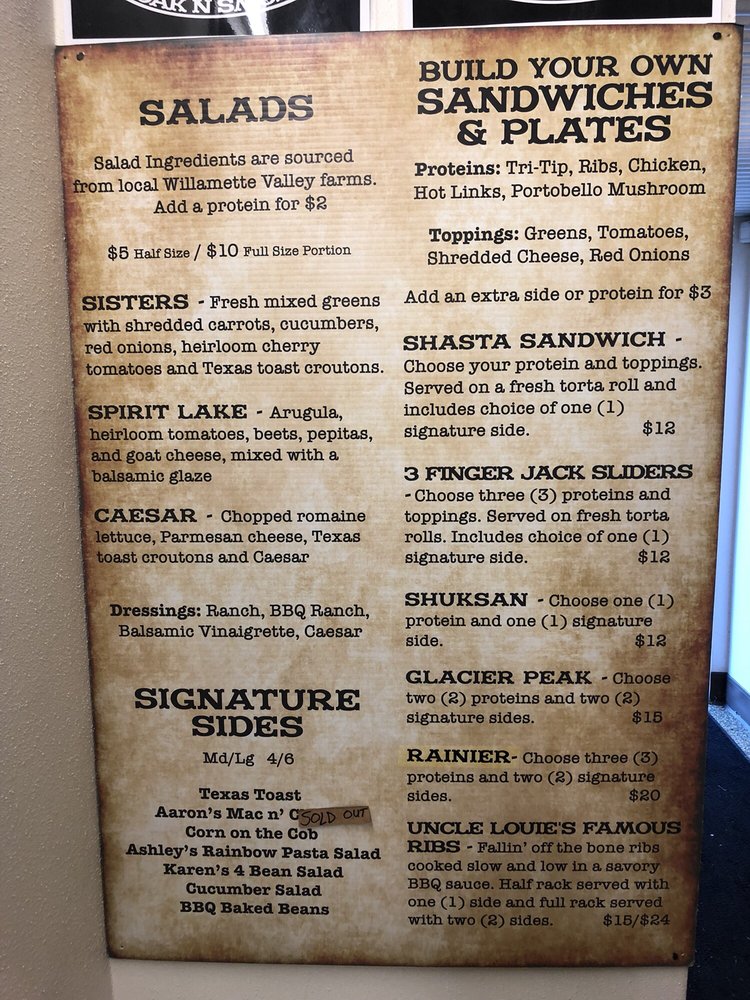 SALADS
Salad Ingredients are sourced
from local Willamette Valley farms.
Add a protein for $2
$5 Half Size / $10 Full Size Portion
SISTERS - Fresh mixed greens
with shredded carrots, cucumbers,
red onions, heirloom cherry
tomatoes and Texas toast croutons.
SPIRIT LAKE - Arugula,
heirloom tomatoes, beets, pepitas,
and goat cheese, mixed with a
balsamic glaze
CAESAR - Chopped romaine
lettuce, Parmesan cheese, Texas
toast croutons and Caesar
Dressings: Ranch, BBQ Ranch,
Balsamic Vinaigrette, Caesar
SIGNATURE
SIDES
Md/Lg 4/6
Texas Toast
Aaron's Mac n'
SOLD OUT
Corn on the Cob
Ashley's Rainbow Pasta Salad
Karen's 4 Bean Salad
Cucumber Salad
BBQ Baked Beans
BUILD YOUR OWN
SANDWICHES
& PLATES
Proteins: Tri-Tip, Ribs, Chicken,
Hot Links, Portobello Mushroom
Toppings: Greens, Tomatoes,
Shredded Cheese, Red Onions
Add an extra side or protein for $3
SHASTA SANDWICH -
Choose your protein and toppings.
Served on a fresh torta roll and
includes choice of one (1)
signature side. $12
3 FINGER JACK SLIDERS
- Choose three (3) proteins and
toppings. Served on fresh torta
rolls. Includes choice of one (1)
signature side. $12
SHUKSAN - Choose one (1)
protein and one (1) signature
side. $12
GLACIER PEAK - Choose
two (2) proteins and two (2)
signature sides. $15
RAINIER- Choose three (3)
proteins and two (2) signature
sides. $20
UNCLE LOUIE'S FAMOUS
RIBS - Fallin' off the bone ribs
cooked slow and low in a savory
BBQ sauce. Half rack served with
one (1) side and full rack served
with two (2) sides. $15/$24